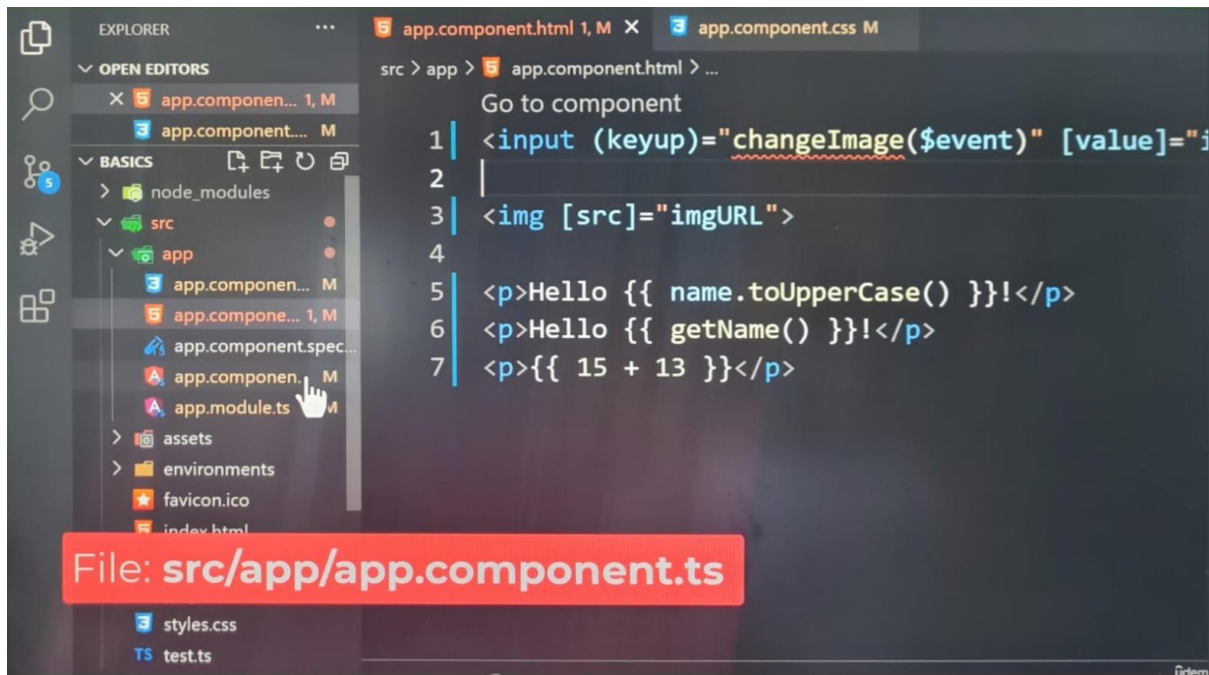 EXPLORER
OPEN EDITORS
app.componen... 1, M
app.component.... M
BASICS
node_modules
src
app
app.componen... M
app.compone... 1, M
app.component.spec...
app.componen... M
app.module.ts M
assets
environments
favicon.ico
index.html
styles.css
TS test.ts
5
app.component.html 1, M
app.component.css M
src > app > app.component.html > ...
Go to component
1 <input (keyup)="changeImage($event)" [value]="i
2
3 <img [src]="imgURL">
4
5 <p>Hello {{ name.toUpperCase() }}!</p>
6 <p>Hello {{ getName() }}!</p>
7 <p>{{ 15 + 13 }}</p>
File: src/app/app.component.ts